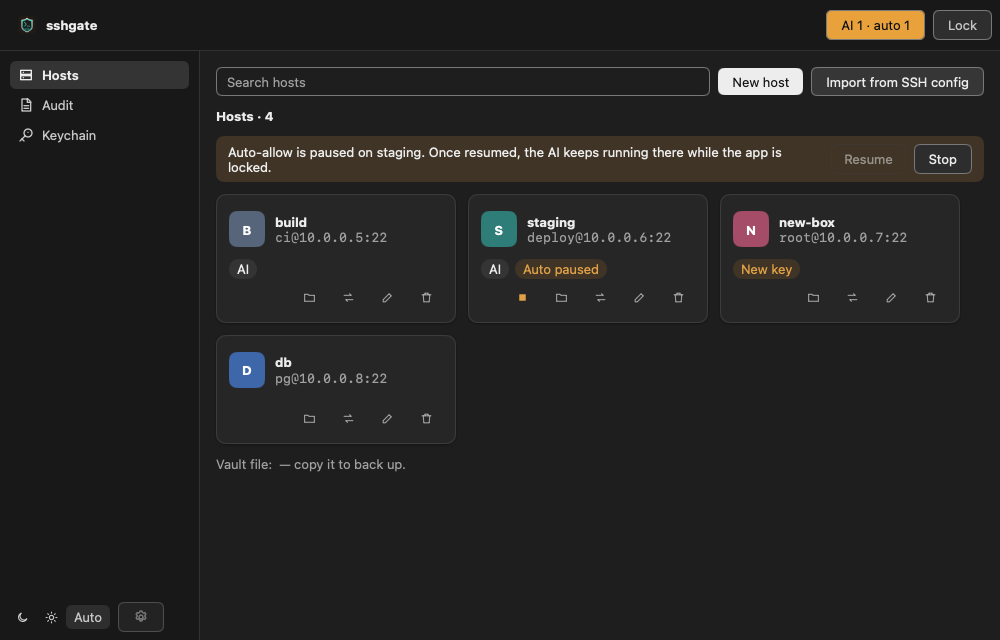 sshgate
AI 1 · auto 1
Lock
Hosts
Audit
Keychain
Search hosts
New host
Import from SSH config
Hosts · 4
Auto-allow is paused on staging. Once resumed, the AI keeps running there while the app is
locked.
Resume
Stop
B
build
ci@10.0.0.5:22
AI
S
staging
deploy@10.0.0.6:22
AI
Auto paused
N
new-box
root@10.0.0.7:22
New key
D
db
pg@10.0.0.8:22
Vault file:  — copy it to back up.
Auto